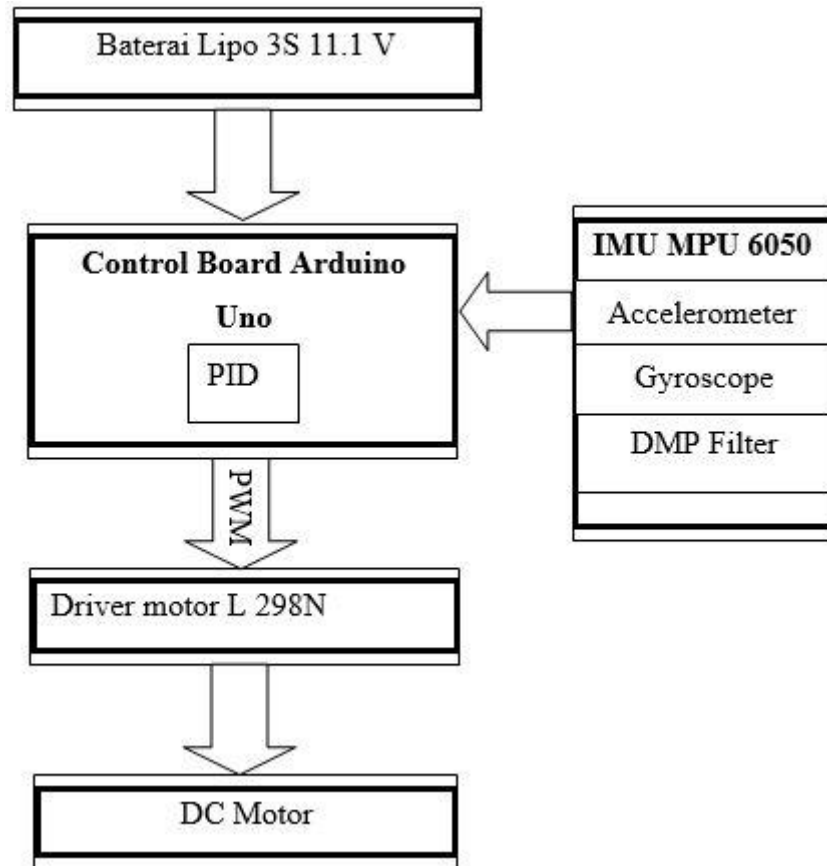 Baterai Lipo 3S 11.1 V
Control Board Arduino
Uno
PID
IMU MPU 6050
Accelerometer
Gyroscope
DMP Filter
PWM
Driver motor L 298N
DC Motor